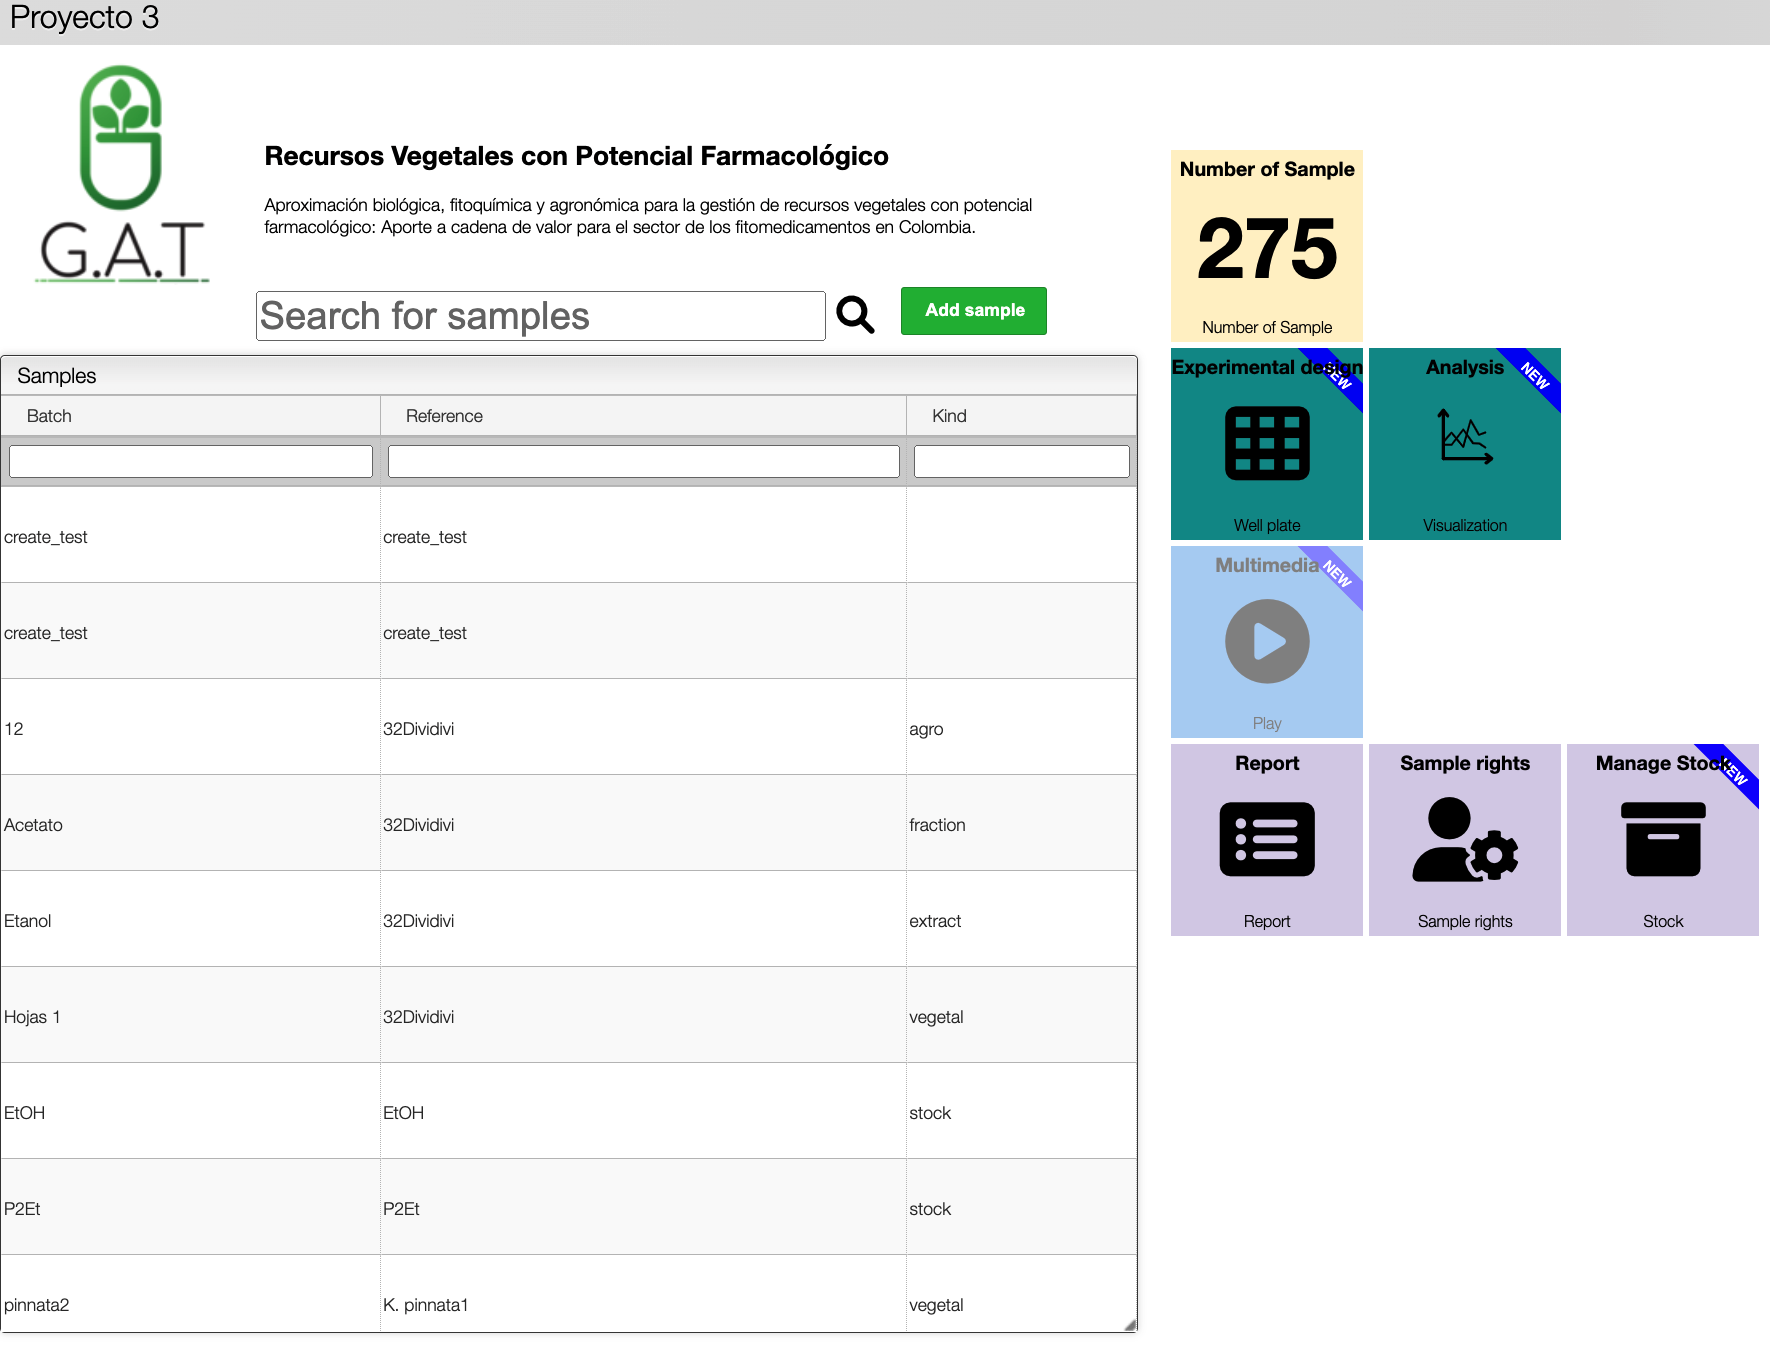 Proyecto 3
G.A.T
Recursos Vegetales con Potencial Farmacológico
Aproximación biológica, fitoquímica y agronómica para la gestión de recursos vegetales con potencial
farmacológico: Aporte a cadena de valor para el sector de los fitomedicamentos en Colombia.
Search for samples
Add sample
Samples
Batch Reference Kind
create_test create_test
create_test create_test
12 32Dividivi agro
Acetato 32Dividivi fraction
Etanol 32Dividivi extract
Hojas 1 32Dividivi vegetal
EtOH EtOH stock
P2Et P2Et stock
pinnata2 K. pinnata1 vegetal
Number of Sample
275
Number of Sample
Experimental design
NEW
Well plate
Analysis
NEW
Visualization
Multimedia
NEW
Play
Report
Report
Sample rights
Sample rights
Manage Stock
NEW
Stock